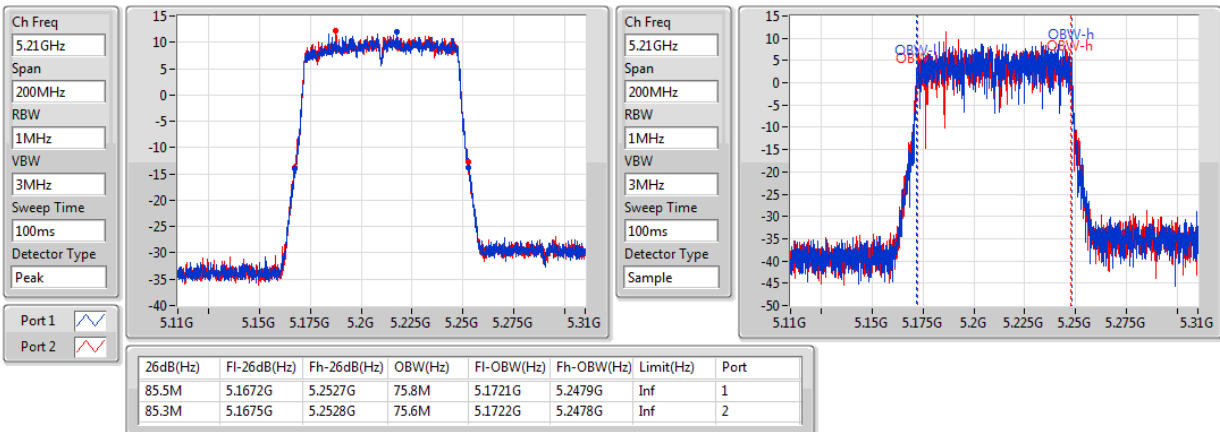 Ch Freq
5.21GHz
Span
200MHz
RBW
1MHz
VBW
3MHz
Sweep Time
100ms
Detector Type
Peak
Port 1
Port 2
15
10
5
0
-5
-10
-15
-20
-25
-30
-35
-40
5.11G 5.15G 5.175G 5.2G 5.225G 5.25G 5.275G 5.31G
Ch Freq
5.21GHz
Span
200MHz
RBW
1MHz
VBW
3MHz
Sweep Time
100ms
Detector Type
Sample
15
10
5
0
-5
-10
-15
-20
-25
-30
-35
-40
-45
-50
OBW-h
OBW-h
5.11G 5.15G 5.175G 5.2G 5.225G 5.25G 5.275G 5.31G
26dB(Hz) Fl-26dB(Hz) Fh-26dB(Hz) OBW(Hz) Fl-OBW(Hz) Fh-OBW(Hz) Limit(Hz) Port
85.5M 5.1672G 5.2527G 75.8M 5.1721G 5.2479G Inf 1
85.3M 5.1675G 5.2528G 75.6M 5.1722G 5.2478G Inf 2